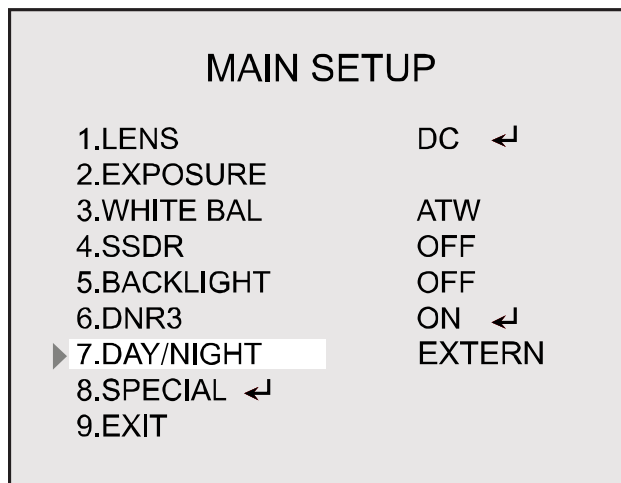 MAIN SETUP
1.LENS DC ↵
2.EXPOSURE
3.WHITE BAL ATW
4.SSDR OFF
5.BACKLIGHT OFF
6.DNR3 ON ↵
7.DAY/NIGHT EXTERN
8.SPECIAL ↵
9.EXIT